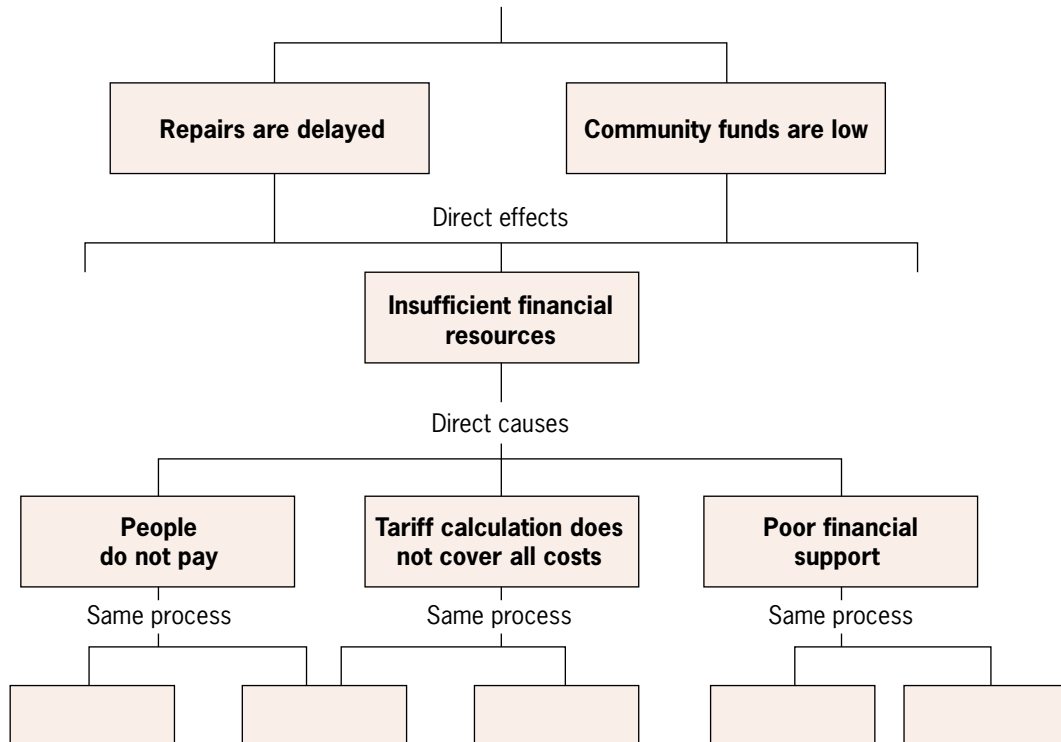 Repairs are delayed
Community funds are low
Direct effects
Insufficient financial
resources
Direct causes
People
do not pay
Tariff calculation does
not cover all costs
Poor financial
support
Same process
Same process
Same process